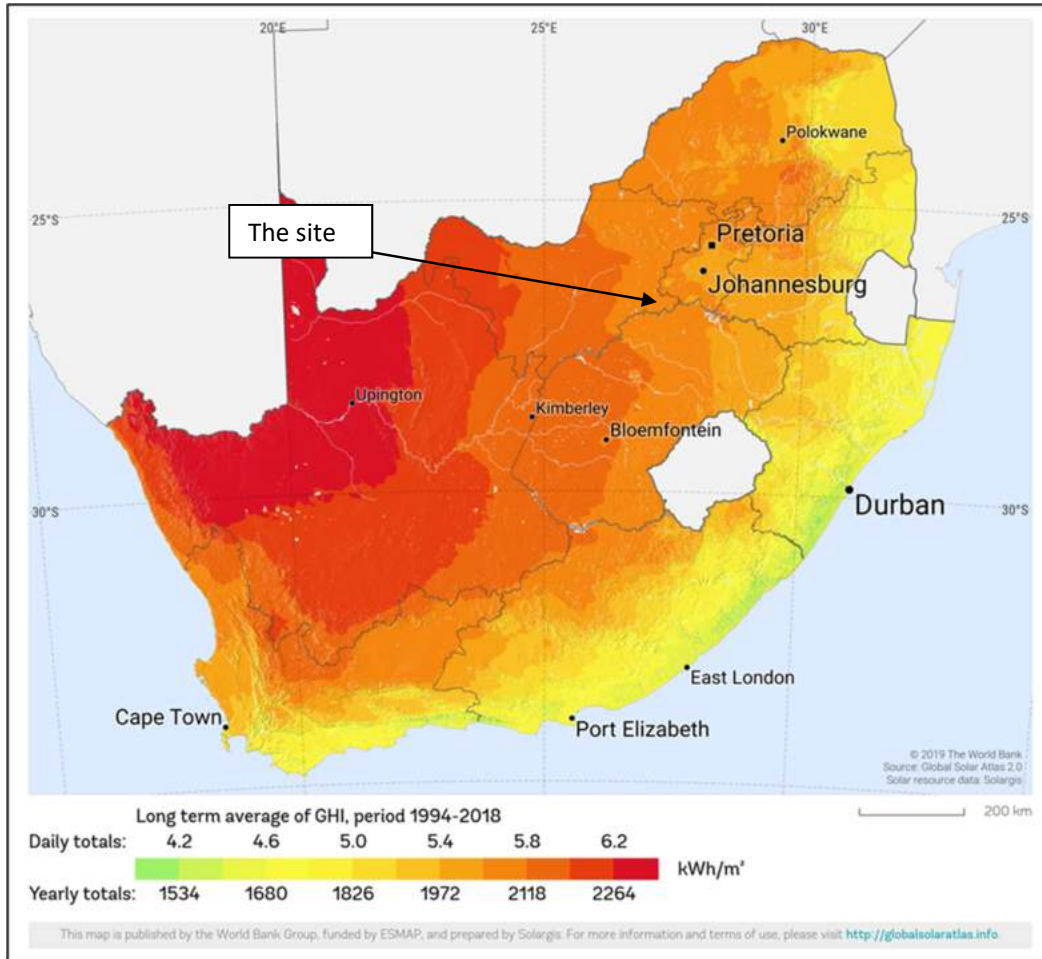 20°E 25°E 30°E
Polokwane
25°S 25°S
The site
Pretoria
Johannesburg
Upington
Kimberley
Bloemfontein
Durban
30°S 30°S
East London
Cape Town
Port Elizabeth
© 2019 The World Bank
Source: Global Solar Atlas 2.0
Solar resource data: Solargis
200 km
Long term average of GHI, period 1994-2018
Daily totals: 4.2 4.6 5.0 5.4 5.8 6.2
kWh/m²
Yearly totals: 1534 1680 1826 1972 2118 2264
This map is published by the World Bank Group, funded by ESMAP, and prepared by Solargis. For more information and terms of use, please visit http://globalsolaratlas.info.